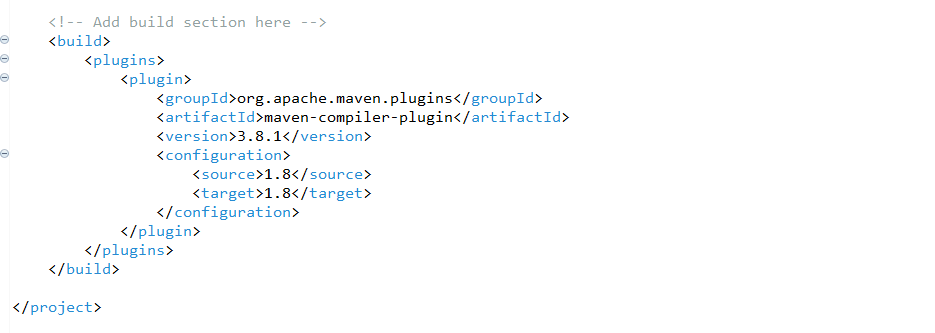 <!-- Add build section here -->
<build>
<plugins>
<plugin>
<groupId>org.apache.maven.plugins</groupId>
<artifactId>maven-compiler-plugin</artifactId>
<version>3.8.1</version>
<configuration>
<source>1.8</source>
<target>1.8</target>
</configuration>
</plugin>
</plugins>
</build>
</project>